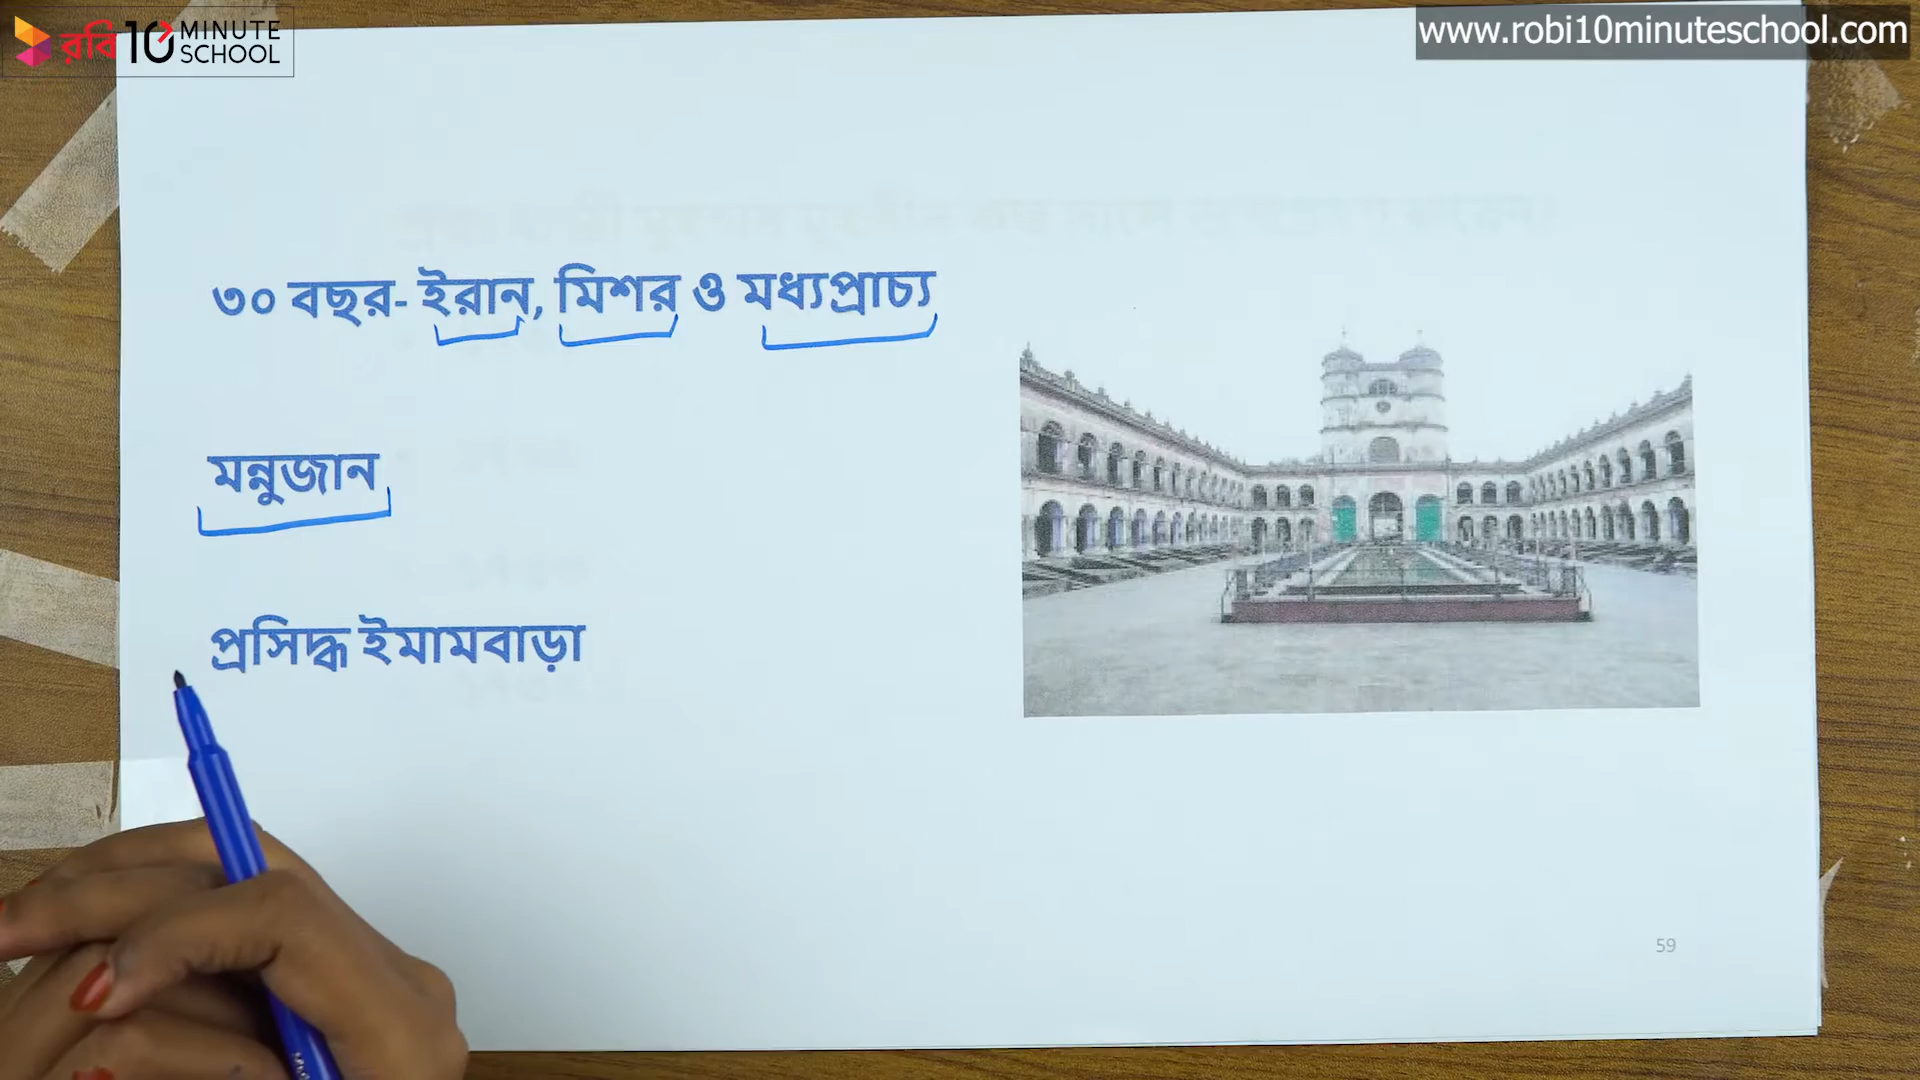 রবি 10 MINUTE SCHOOL
www.robi10minuteschool.com
৩০ বছর- ইরান, মিশর ও মধ্যপ্রাচ্য
মন্নুজান
প্রসিদ্ধ ইমামবাড়া
59